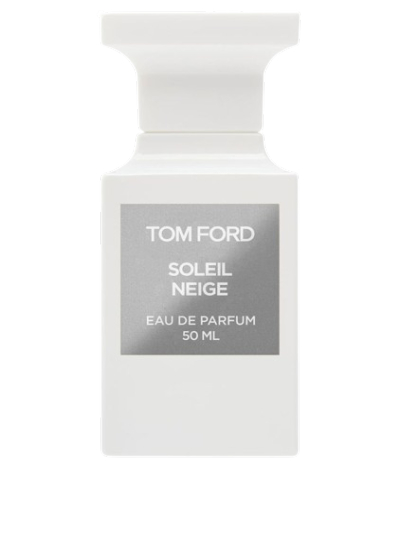 TOM FORD
SOLEIL
NEIGE
EAU DE PARFUM
50 ML